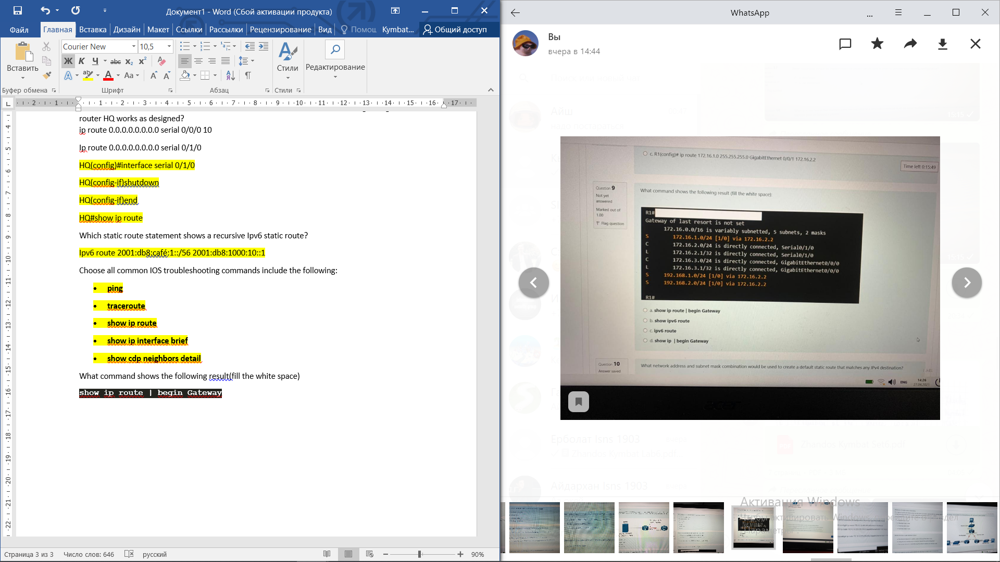 Документ1 - Word (Сбой активации продукта)
Файл
Главная
Вставка
Дизайн
Макет
Ссылки
Рассылки
Рецензирование
Вид
Помощ
Kymbat...
Общий доступ
Вставить
Courier New
10,5
Ж К Ч abc x₂ x²
Aa
Стили
Редактирование
Буфер обмена
Шрифт
Абзац
Стили
router HQ works as designed?
ip route 0.0.0.0.0.0.0.0 serial 0/0/0 10
Ip route 0.0.0.0.0.0.0.0 serial 0/1/0
HQ(config)#interface serial 0/1/0
HQ(config-if)shutdown
HQ(config-if)end
HQ#show ip route
Which static route statement shows a recursive Ipv6 static route?
Ipv6 route 2001:db8:café:1::/56 2001:db8:1000:10::1
Choose all common IOS troubleshooting commands include the following:
• ping
• traceroute
• show ip route
• show ip interface brief
• show cdp neighbors detail
What command shows the following result(fill the white space)
show ip route | begin Gateway
Страница 3 из 3
Число слов: 646
русский
90%
WhatsApp
Вы
вчера в 14:44
Айш
надо постараться
15:15
15:15
c. R1(config)# ip route 172.16.1.0 255.255.255.0 GigabitEthernet 0/0/1 172.16.2.2
Time left 0:15:49
Question 9
Not yet
answered
Marked out of
1.00
Flag question
What command shows the following result (fill the white space):
R1#
Gateway of last resort is not set
172.16.0.0/16 is variably subnetted, 5 subnets, 2 masks
S 172.16.1.0/24 [1/0] via 172.16.2.2
C 172.16.2.0/24 is directly connected, Serial0/1/0
L 172.16.2.1/32 is directly connected, Serial0/1/0
C 172.16.3.0/24 is directly connected, GigabitEthernet0/0/0
L 172.16.3.1/32 is directly connected, GigabitEthernet0/0/0
S 192.168.1.0/24 [1/0] via 172.16.2.2
S 192.168.2.0/24 [1/0] via 172.16.2.2
R1#
a. show ip route | begin Gateway
b. show ipv6 route
c. ipv6 route
d. show ip | begin Gateway
Question 10
Answer saved
What network address and subnet mask combination would be used to create a default static route that matches any IPv4 destination?
ENG
14:26
27.04.2021
acer
Ерболат Isns 1903
Zhandos Kymbat Lab6.pdf
Айдархан Isns 1903
Активация Windows